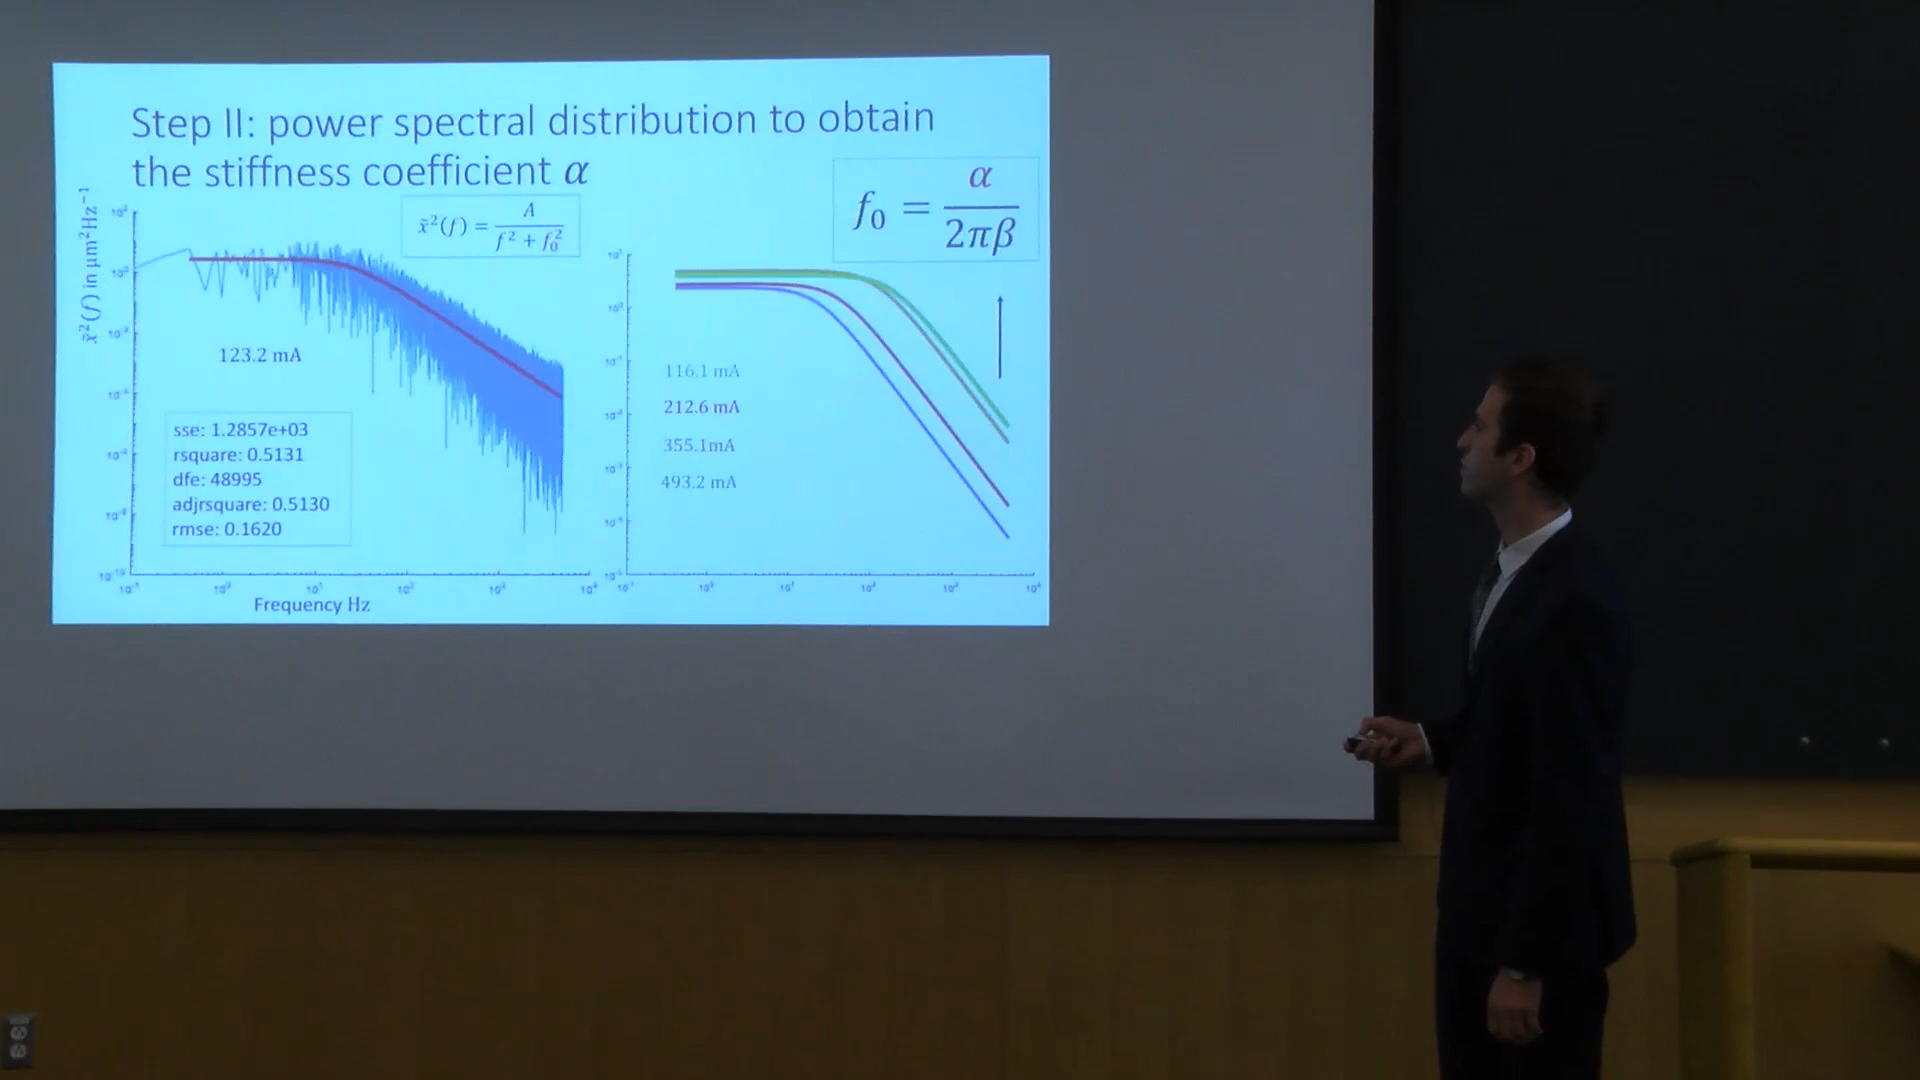 Step II: power spectral distribution to obtain
the stiffness coefficient α
x̃²(f) in μm²Hz⁻¹
x̃²(f) = A / (f² + f₀²)
f₀ = α / 2πβ
123.2 mA
sse: 1.2857e+03
rsquare: 0.5131
dfe: 48995
adjrsquare: 0.5130
rmse: 0.1620
Frequency Hz
116.1 mA
212.6 mA
355.1mA
493.2 mA